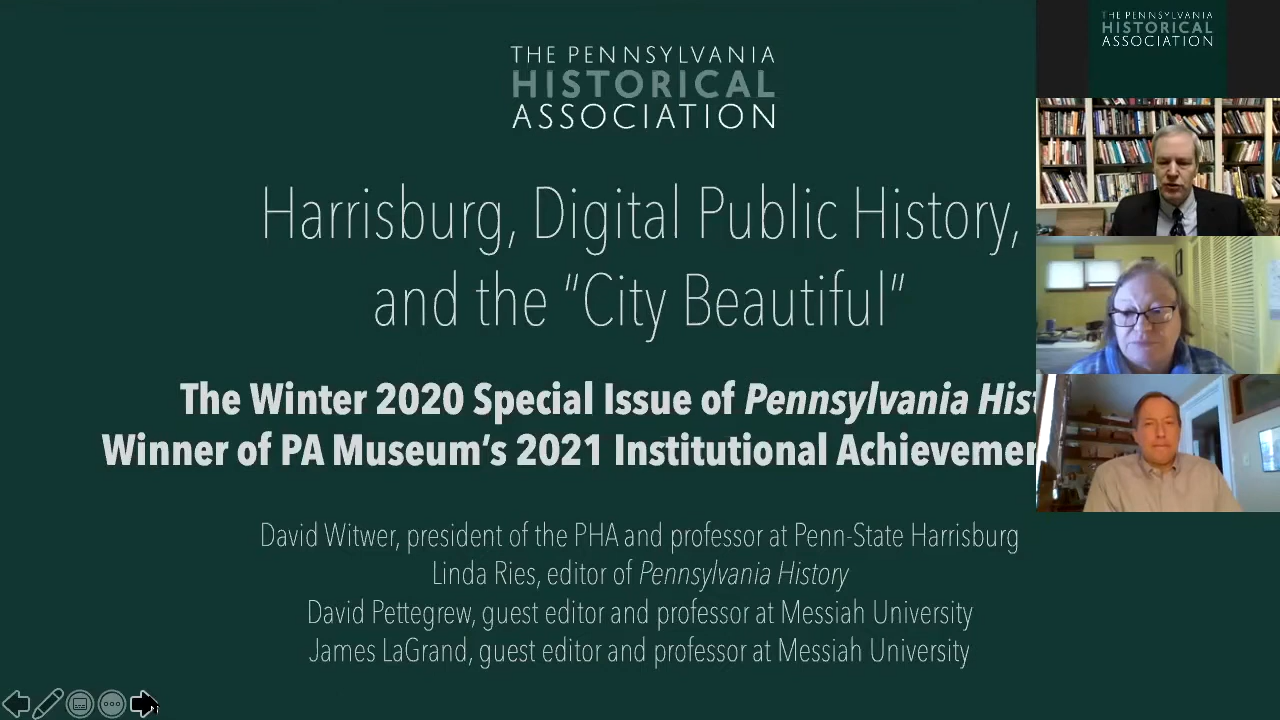 THE PENNSYLVANIA
HISTORICAL
ASSOCIATION
Harrisburg, Digital Public History,
and the “City Beautiful”
The Winter 2020 Special Issue of Pennsylvania
Winner of PA Museum’s 2021 Institutional
David Witwer, president of the PHA and professor at Penn-State Harrisburg
Linda Ries, editor of Pennsylvania History
David Pettegrew, guest editor and professor at Messiah University
James LaGrand, guest editor and professor at Messiah University
THE PENNSYLVANIA
HISTORICAL
ASSOCIATION